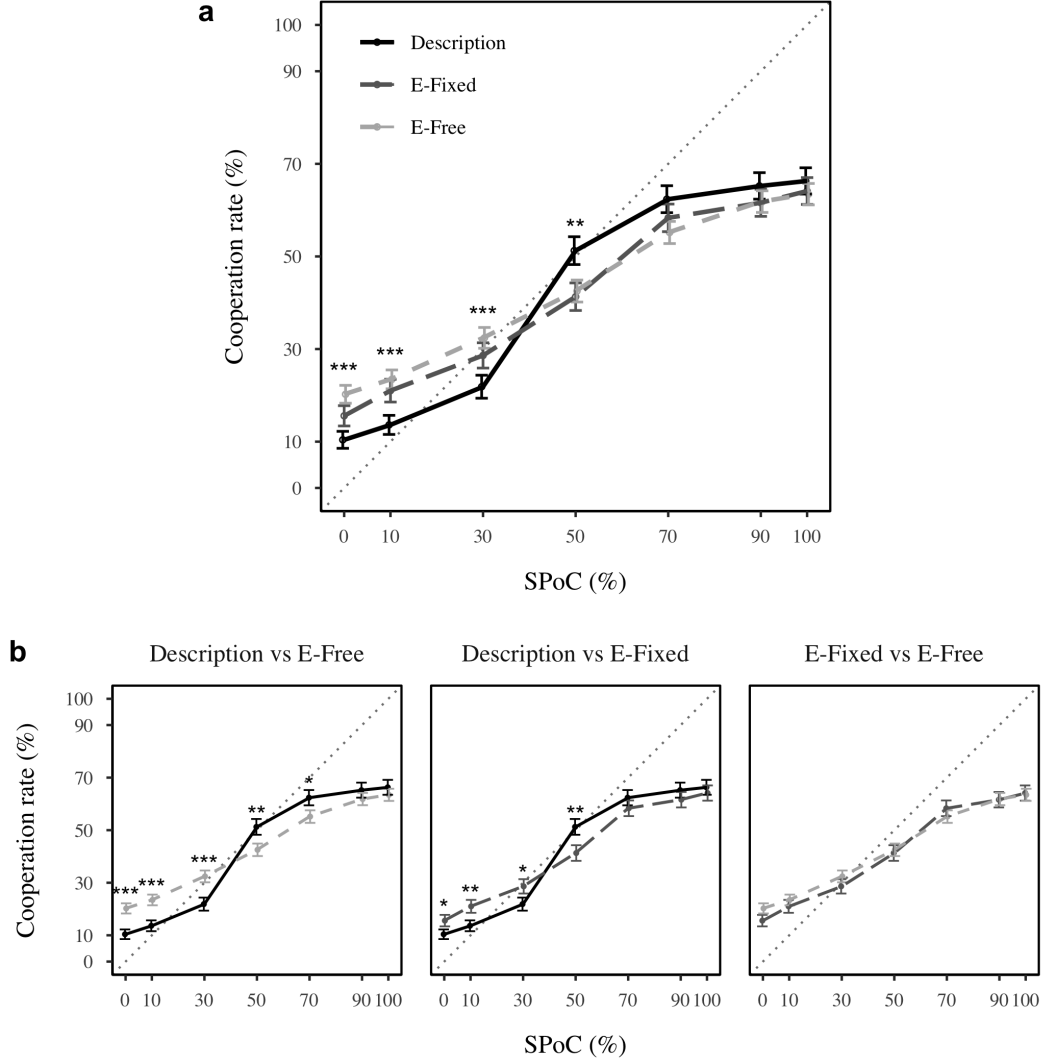 a
100
90
70
50
30
10
0
Cooperation rate (%)
Description
E-Fixed
E-Free
***
***
***
**
0 10 30 50 70 90 100
SPoC (%)
b
Description vs E-Free
Description vs E-Fixed
E-Fixed vs E-Free
100
90
70
50
30
10
0
Cooperation rate (%)
***
***
***
**
*
*
**
*
**
0 10 30 50 70 90 100
0 10 30 50 70 90 100
0 10 30 50 70 90 100
SPoC (%)